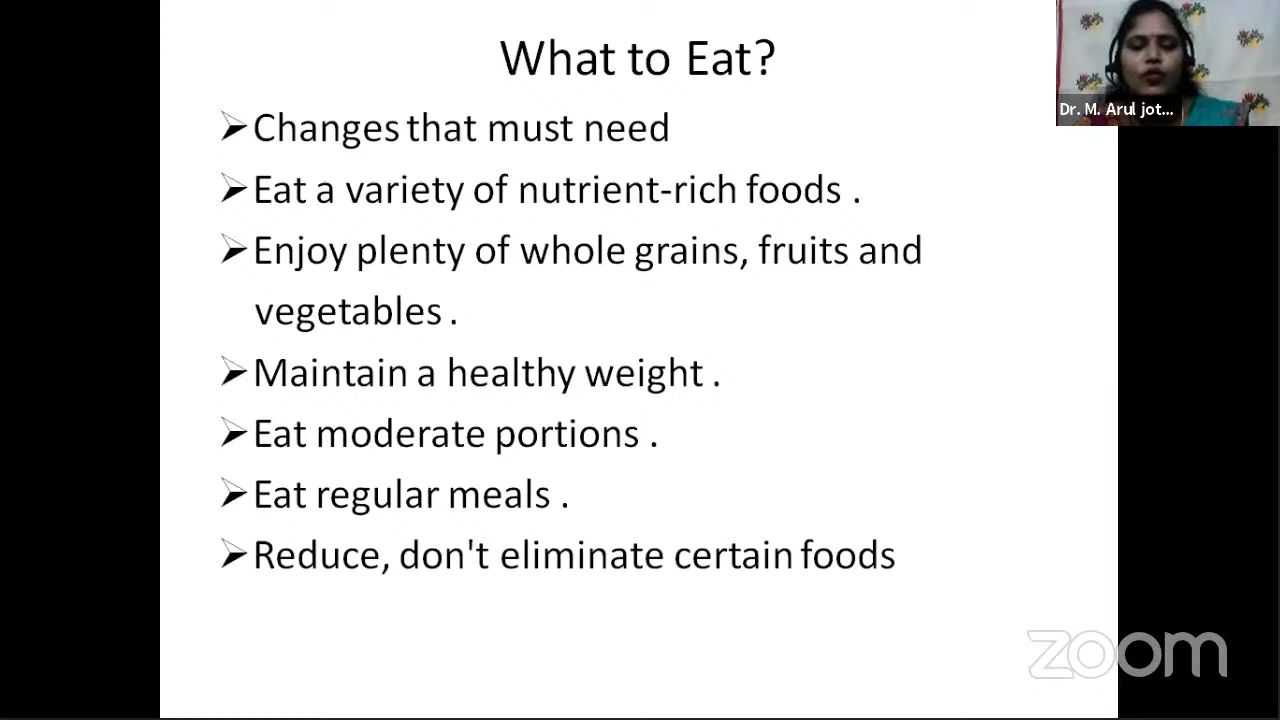 What to Eat?
Changes that must need
Eat a variety of nutrient-rich foods .
Enjoy plenty of whole grains, fruits and
vegetables .
Maintain a healthy weight .
Eat moderate portions .
Eat regular meals .
Reduce, don't eliminate certain foods
Dr. M. Arul jot...
zoom